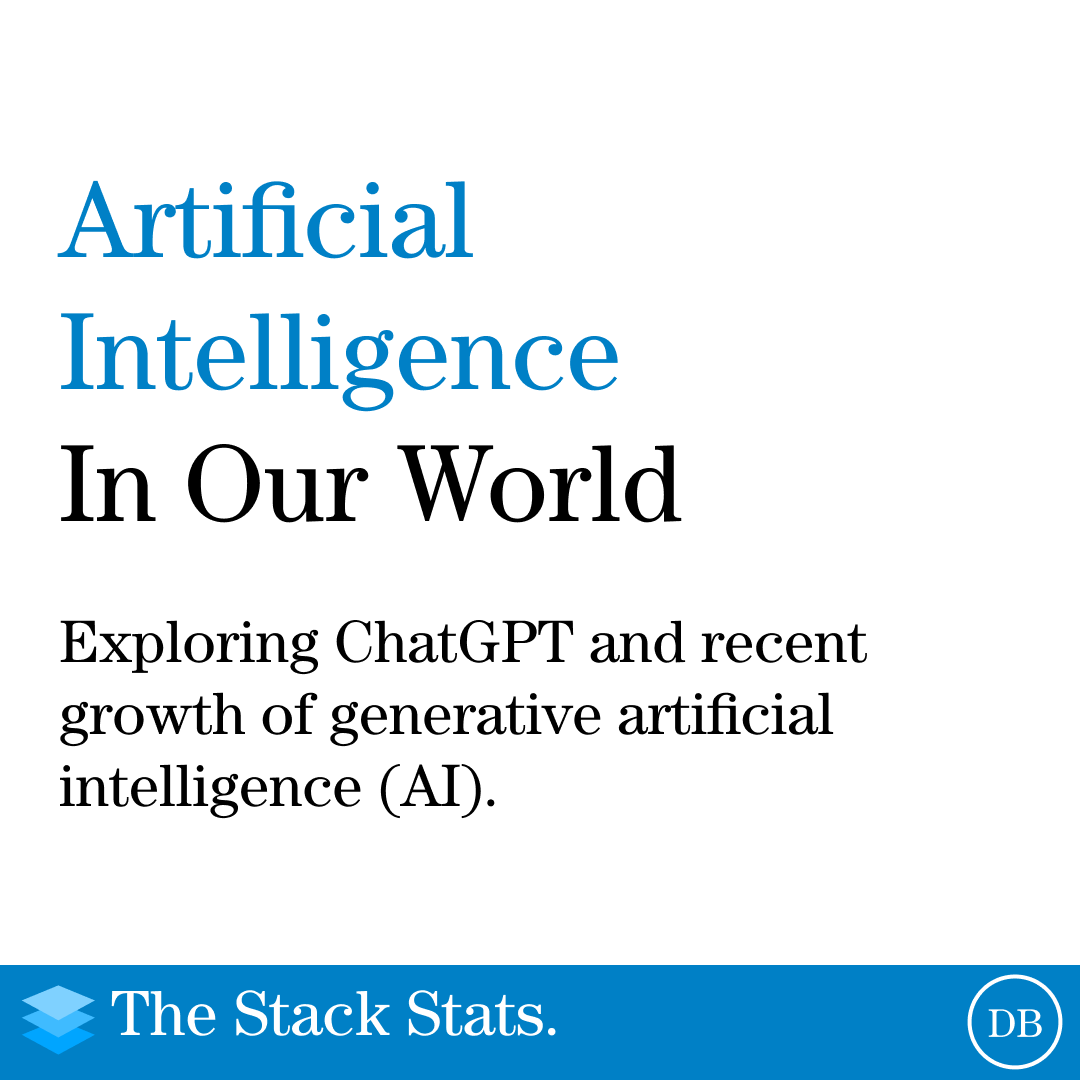 Artificial
Intelligence
In Our World
Exploring ChatGPT and recent
growth of generative artificial
intelligence (AI).
The Stack Stats.
DB